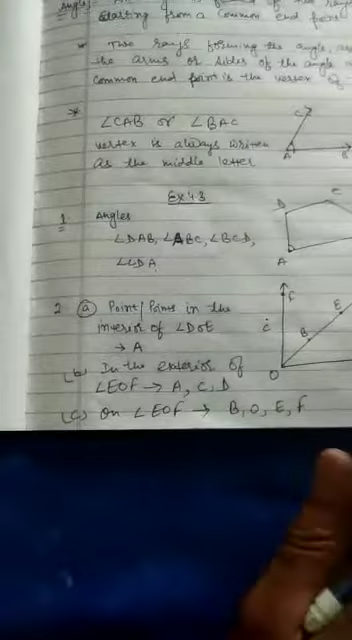 Angle
starting from a common end point
* Two rays forming the angle, are
the arms or sides of the angle
common end point is the vertex of
* ∠CAB or ∠BAC
vertex is always written
as the middle letter
C
A
B
Ex 4.3
1 Angles
∠DAB, ∠ABC, ∠BCD,
∠CDA
D
C
A
2 (a) Point/Points in the
interior of ∠DOE
→ A
(b) In the exterior of
∠EOF → A, C, D
(c) On ∠EOF → B, O, E, F
F
E
C
B
O